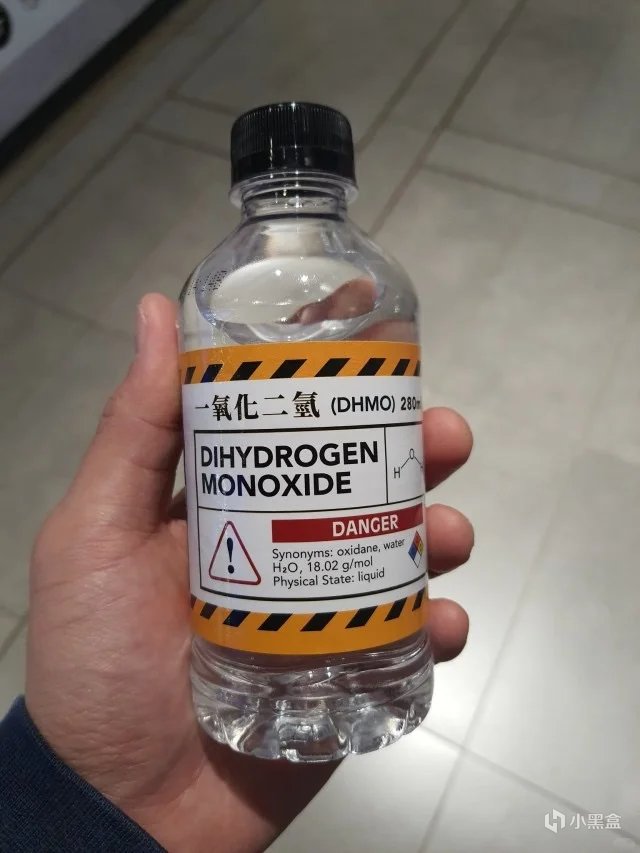 一氧化二氫 (DHMO) 280m
DIHYDROGEN
MONOXIDE
H O H
DANGER
Synonyms: oxidane, water
H₂O, 18.02 g/mol
Physical State: liquid
小黑盒